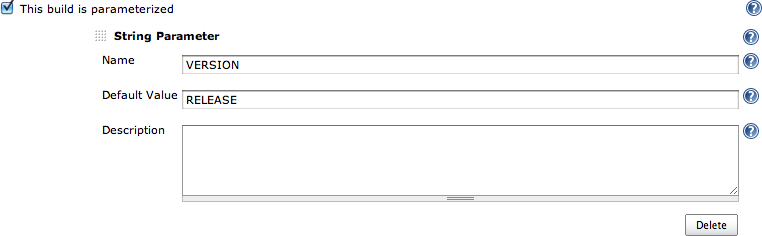 This build is parameterized
String Parameter
Name VERSION
Default Value RELEASE
Description
Delete